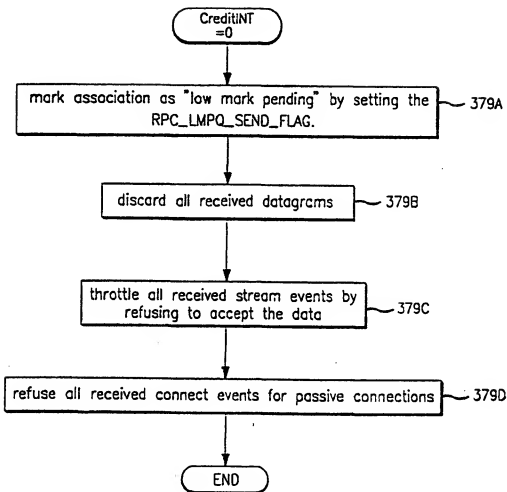 CreditINT
=0
mark association as "low mark pending" by setting the
RPC_LMPQ_SEND_FLAG.
379A
discard all received datagrams
379B
throttle all received stream events by
refusing to accept the data
379C
refuse all received connect events for passive connections
379D
END